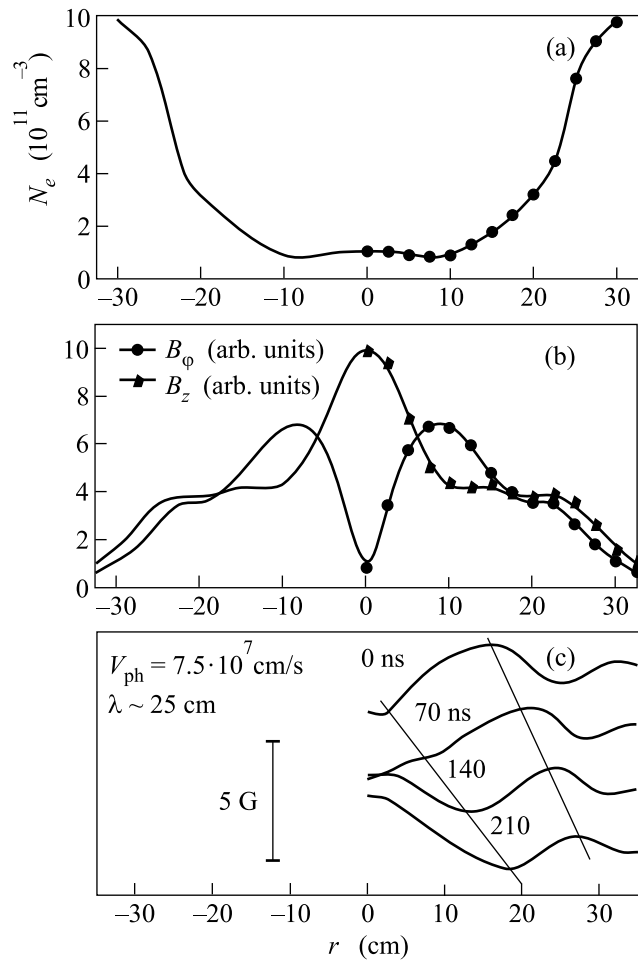 10
8
6
4
2
0
N_e (10^11 cm^–3)
(a)
–30 –20 –10 0 10 20 30
10
8
6
4
2
0
B_φ (arb. units)
B_z (arb. units)
(b)
–30 –20 –10 0 10 20 30
V_ph = 7.5·10^7 cm/s
λ ~ 25 cm
0 ns
(c)
70 ns
140
5 G
210
–30 –20 –10 0 10 20 30
r (cm)